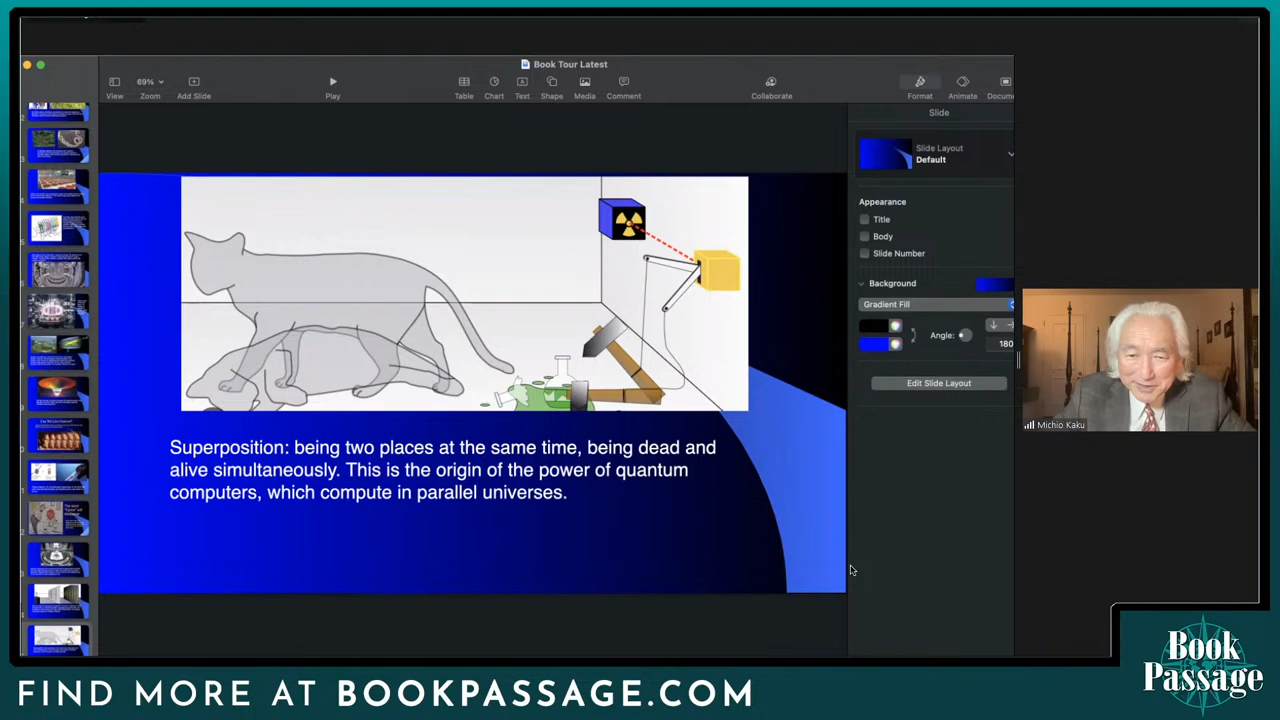 Book Tour Latest
69%
View
Zoom
Add Slide
Play
Table
Chart
Text
Shape
Media
Comment
Collaborate
Format
Animate
Docum
Slide
Slide Layout
Default
Appearance
Title
Body
Slide Number
Background
Gradient Fill
Angle:
180
Edit Slide Layout
Superposition: being two places at the same time, being dead and
alive simultaneously. This is the origin of the power of quantum
computers, which compute in parallel universes.
Michio Kaku
Book
Passage
FIND MORE AT BOOKPASSAGE.COM